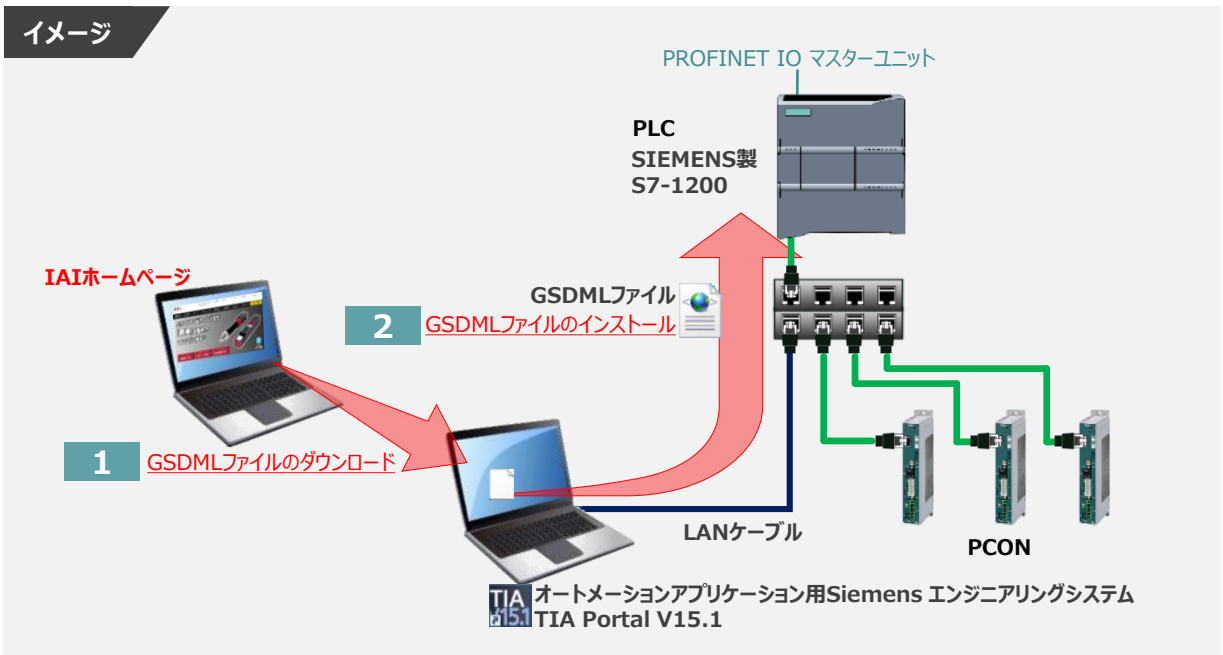 イメージ
PROFINET IO マスターユニット
PLC
SIEMENS製
S7-1200
IAIホームページ
GSDMLファイル
2
GSDMLファイルのインストール
1
GSDMLファイルのダウンロード
LANケーブル
PCON
TIA
V15.1
オートメーションアプリケーション用Siemens エンジニアリングシステム
TIA Portal V15.1